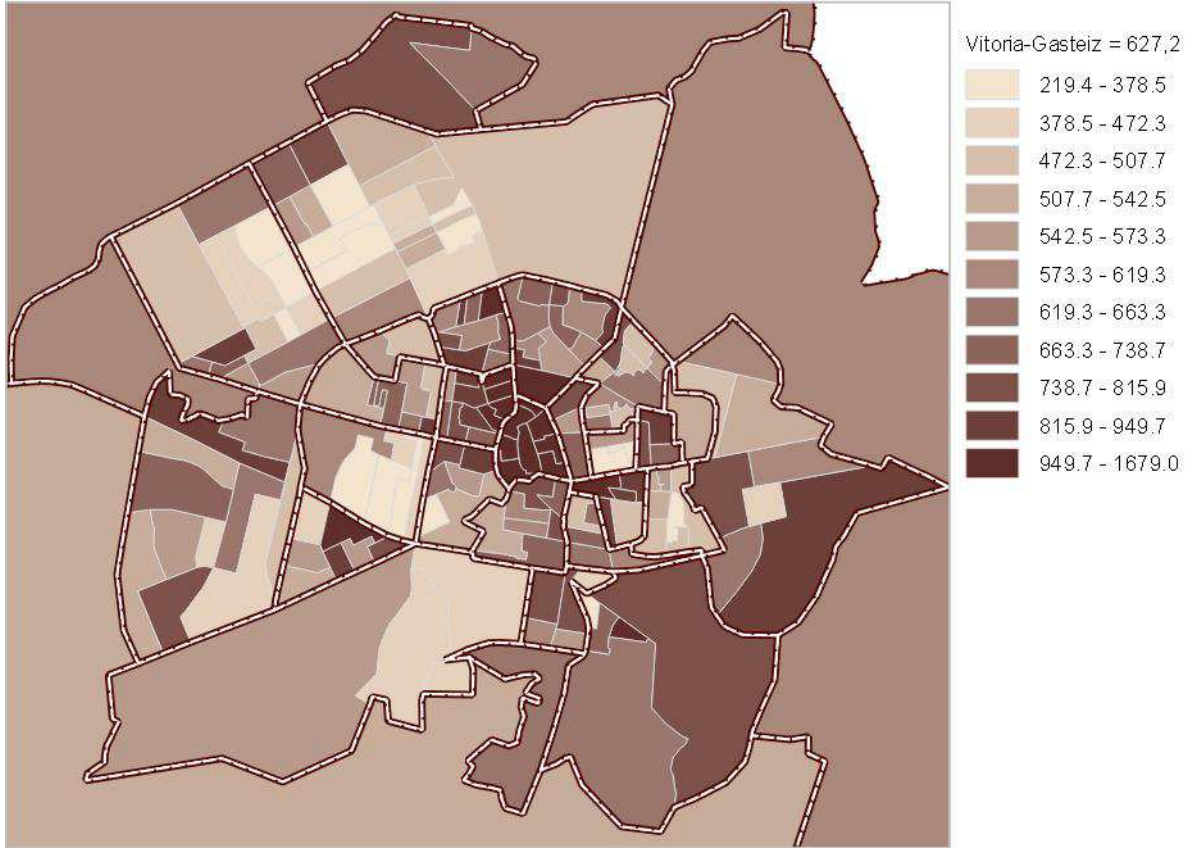 Vitoria-Gasteiz = 627,2
219.4 - 378.5
378.5 - 472.3
472.3 - 507.7
507.7 - 542.5
542.5 - 573.3
573.3 - 619.3
619.3 - 663.3
663.3 - 738.7
738.7 - 815.9
815.9 - 949.7
949.7 - 1679.0